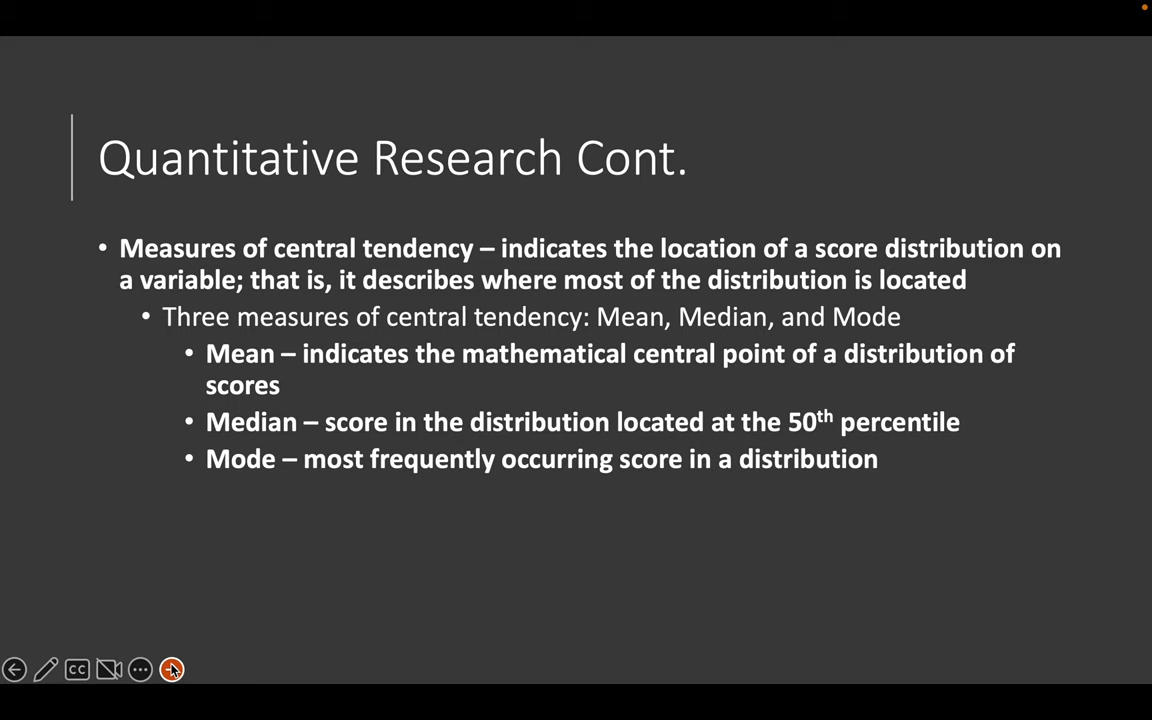 Quantitative Research Cont.
• Measures of central tendency – indicates the location of a score distribution on
a variable; that is, it describes where most of the distribution is located
• Three measures of central tendency: Mean, Median, and Mode
• Mean – indicates the mathematical central point of a distribution of
scores
• Median – score in the distribution located at the 50th percentile
• Mode – most frequently occurring score in a distribution
CC